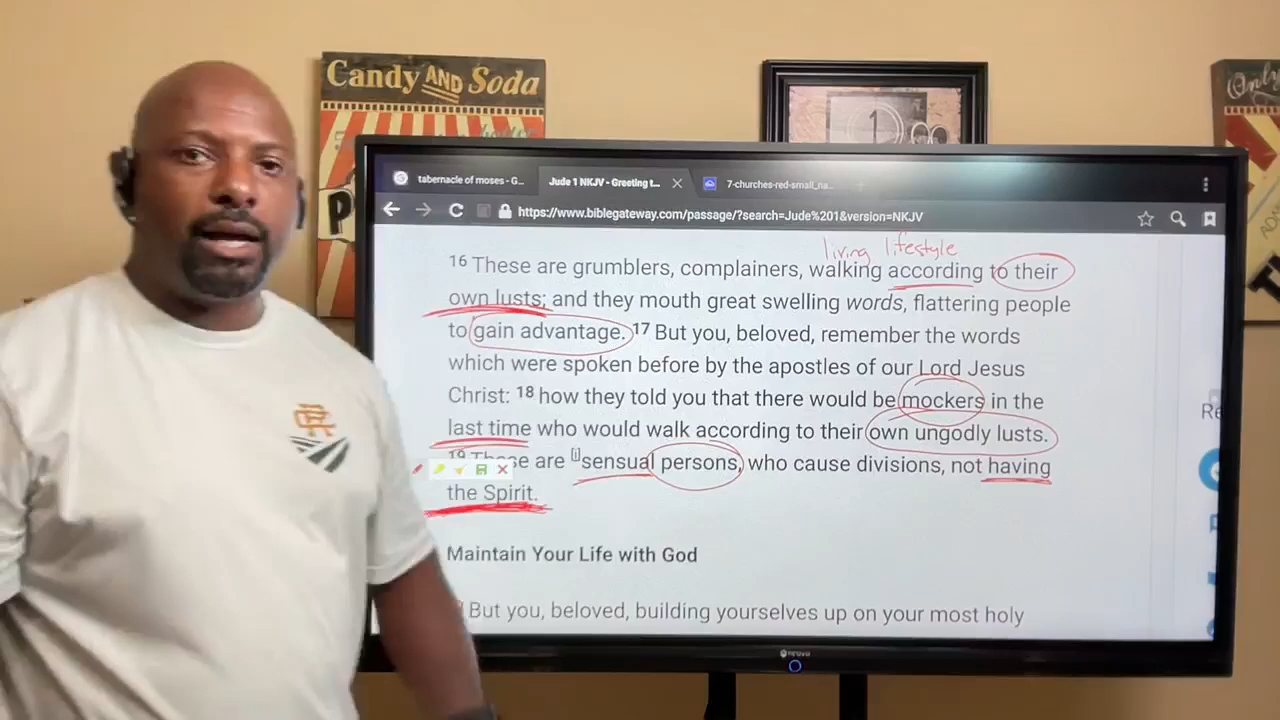 Candy AND Soda
Only
1
tabernacle of moses - G...
Jude 1 NKJV - Greeting t...
7-churches-red-small_na...
https://www.biblegateway.com/passage/?search=Jude%201&version=NKJV
living lifestyle
16 These are grumblers, complainers, walking according to their
own lusts; and they mouth great swelling words, flattering people
to gain advantage. 17 But you, beloved, remember the words
which were spoken before by the apostles of our Lord Jesus
Christ: 18 how they told you that there would be mockers in the
last time who would walk according to their own ungodly lusts.
19 These are [i]sensual persons, who cause divisions, not having
the Spirit.
Maintain Your Life with God
But you, beloved, building yourselves up on your most holy
Re